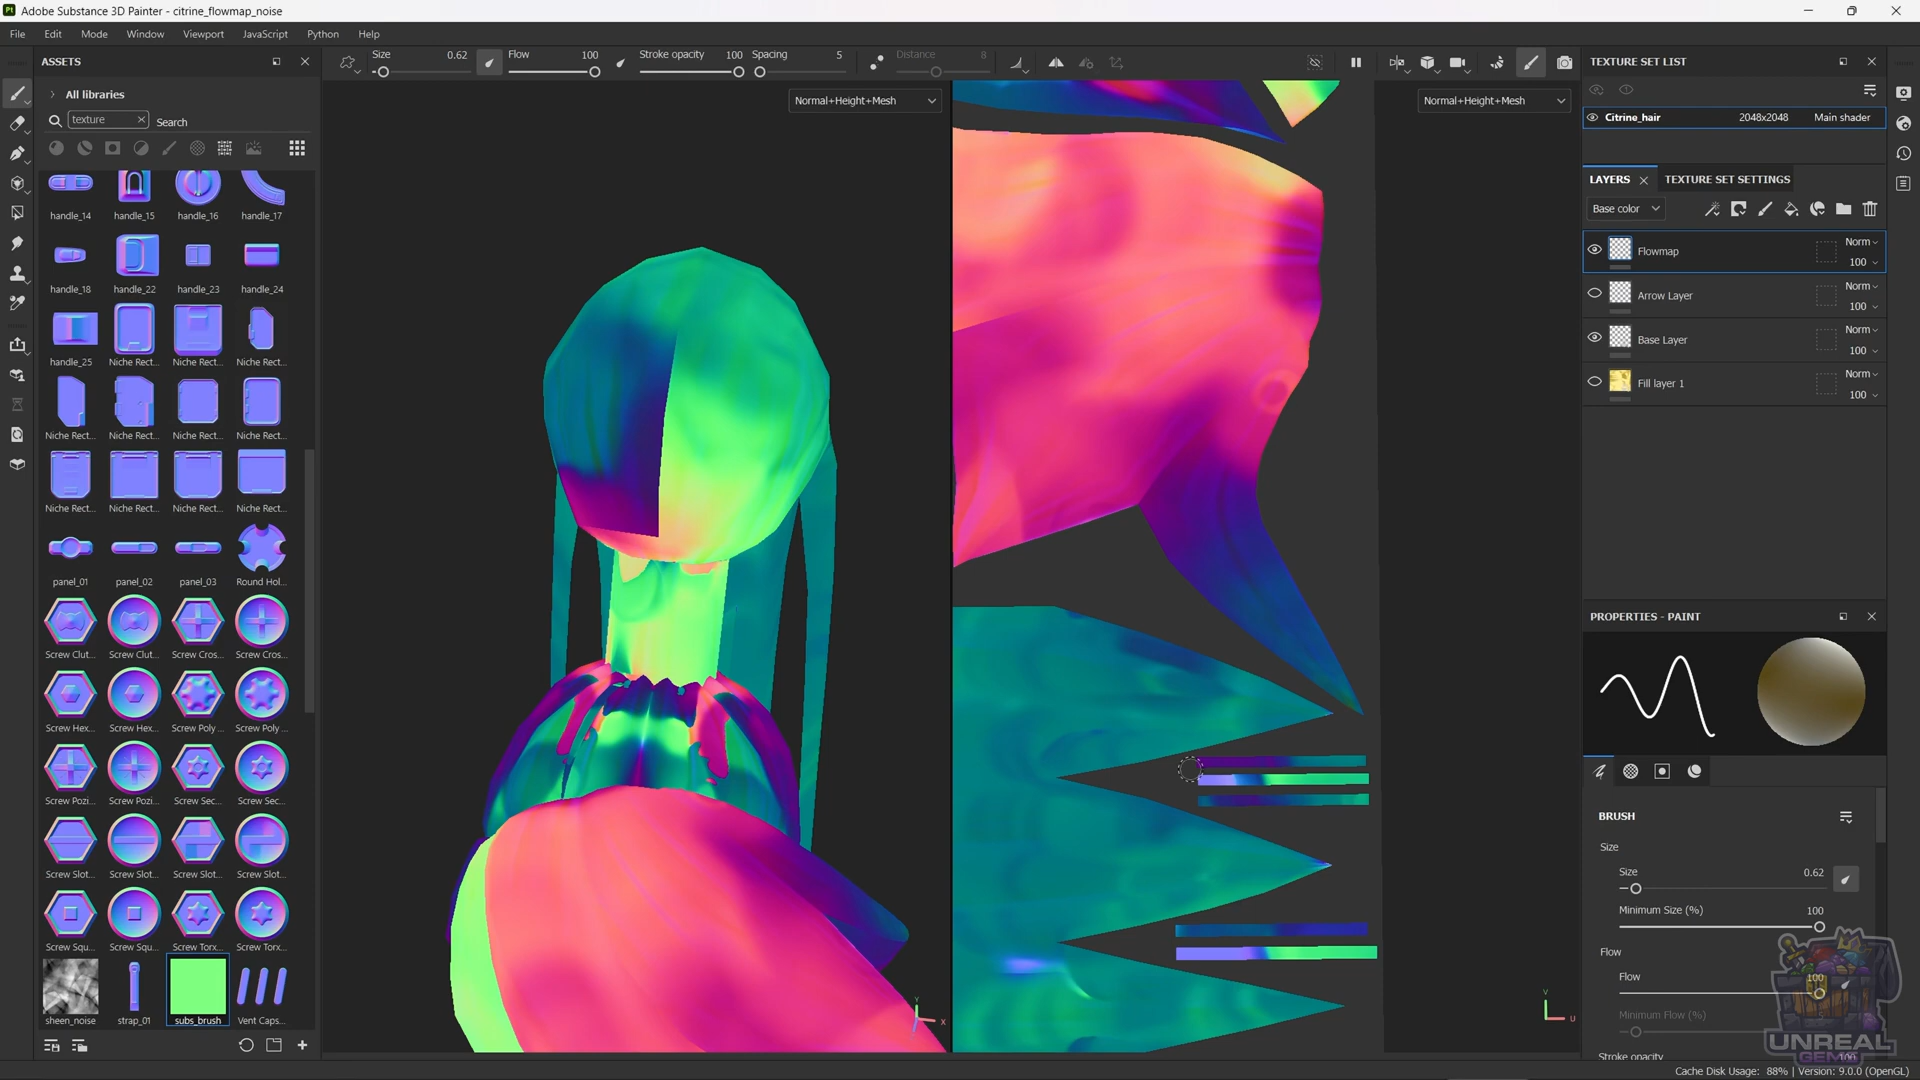 Adobe Substance 3D Painter - citrine_flowmap_noise
File Edit Mode Window Viewport JavaScript Python Help
ASSETS
Size 0.62 Flow 100 Stroke opacity 100 Spacing 5 Distance 8
All libraries
texture Search
Normal+Height+Mesh
Normal+Height+Mesh
handle_14 handle_15 handle_16 handle_17
handle_18 handle_22 handle_23 handle_24
handle_25 Niche Rect... Niche Rect... Niche Rect...
Niche Rect... Niche Rect... Niche Rect... Niche Rect...
Niche Rect... Niche Rect... Niche Rect... Niche Rect...
panel_01 panel_02 panel_03 Round Hol...
Screw Clut... Screw Clut... Screw Cros... Screw Cros...
Screw Hex... Screw Hex... Screw Poly ... Screw Poly ...
Screw Pozi... Screw Pozi... Screw Sec... Screw Sec...
Screw Slot... Screw Slot... Screw Slot... Screw Slot...
Screw Squ... Screw Squ... Screw Torx... Screw Torx...
sheen_noise strap_01 subs_brush Vent Caps...
Y
X
V
U
TEXTURE SET LIST
Citrine_hair 2048x2048 Main shader
LAYERS TEXTURE SET SETTINGS
Base color
Flowmap Norm
100
Arrow Layer Norm
100
Base Layer Norm
100
Fill layer 1 Norm
100
PROPERTIES - PAINT
BRUSH
Size
Size 0.62
Minimum Size (%) 100
Flow
Flow 100
Minimum Flow (%)
Stroke opacity 100
UNREAL
GEMS
Cache Disk Usage: 88% | Version: 9.0.0 (OpenGL)